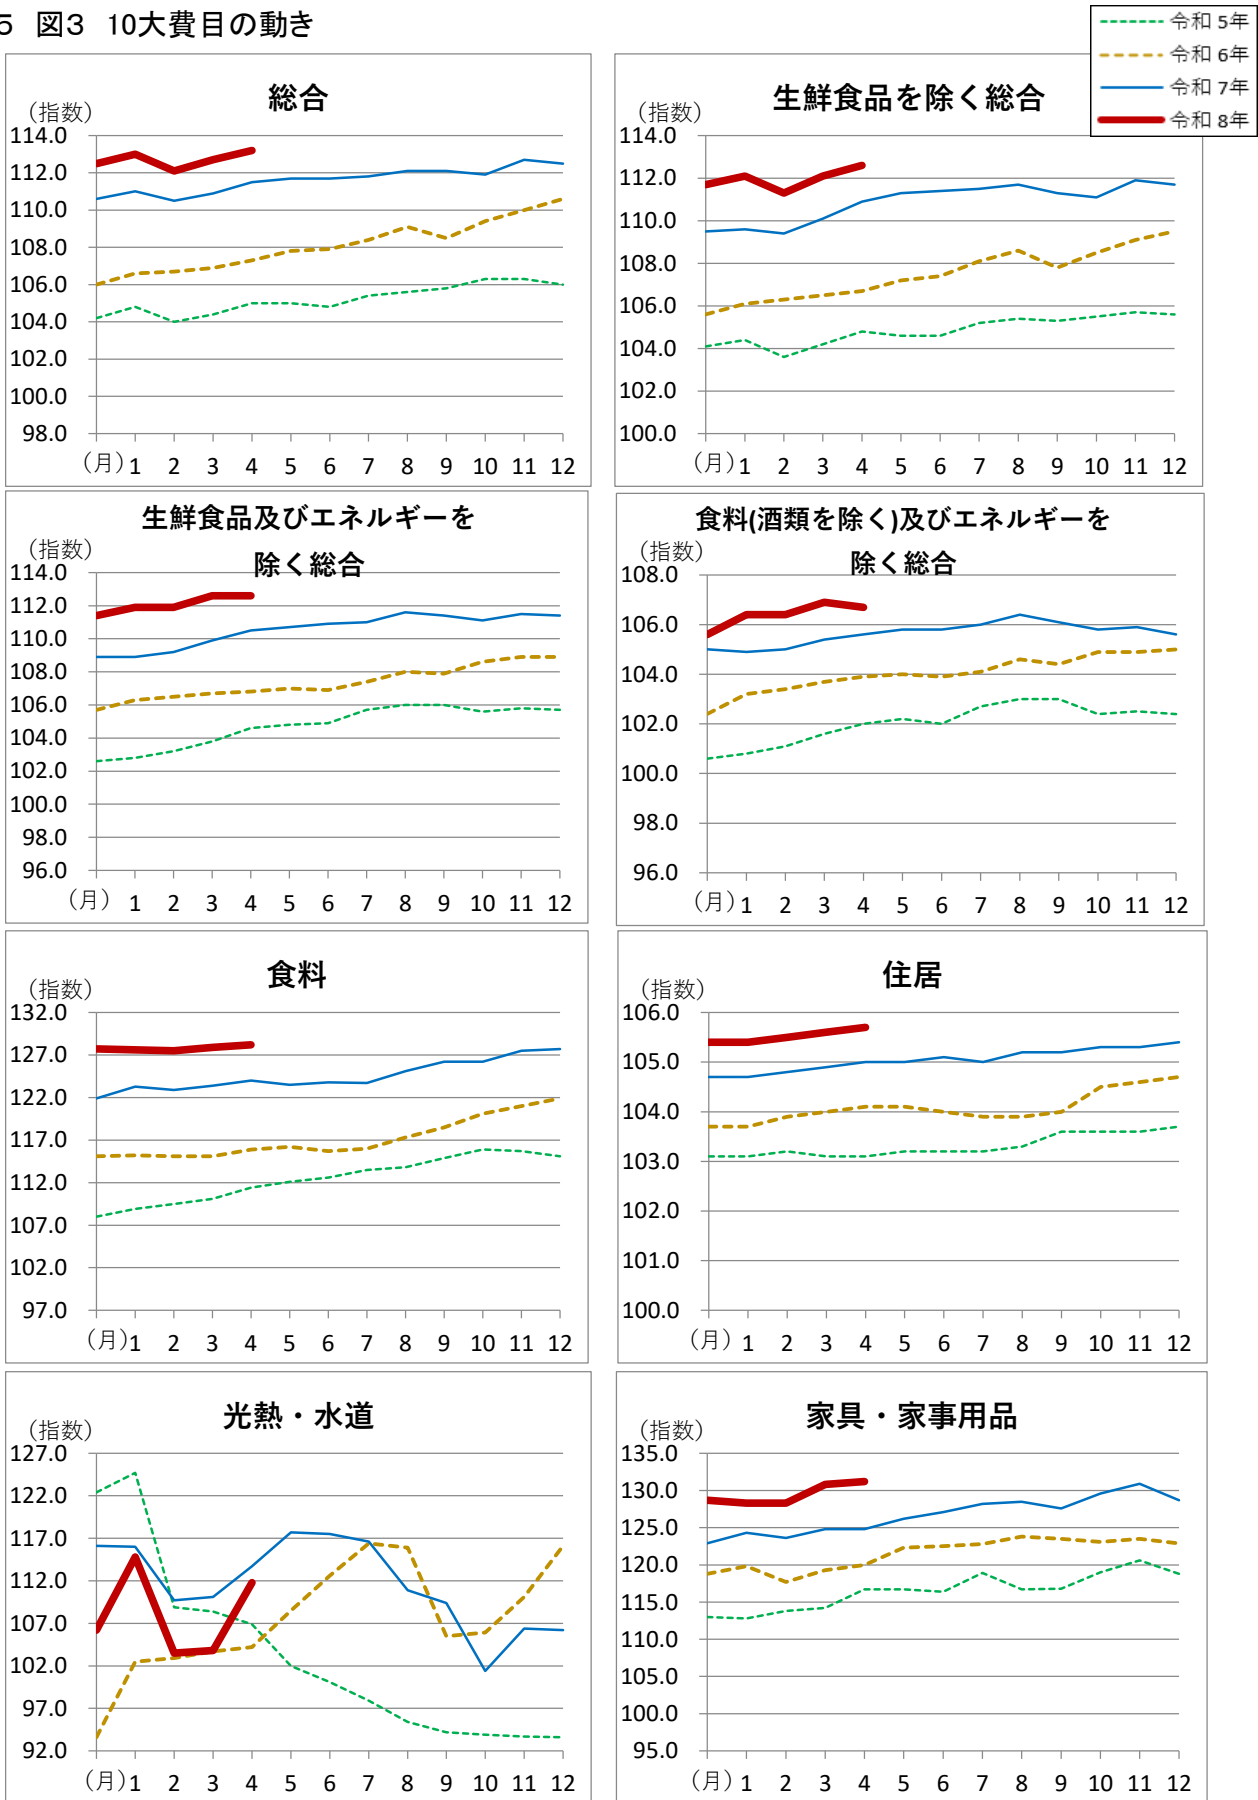 5 図3 10大費目の動き
令和 5年
令和 6年
令和 7年
令和 8年
総合
（指数）
114.0
112.0
110.0
108.0
106.0
104.0
102.0
100.0
98.0
（月） 1 2 3 4 5 6 7 8 9 10 11 12
生鮮食品を除く総合
（指数）
114.0
112.0
110.0
108.0
106.0
104.0
102.0
100.0
（月） 1 2 3 4 5 6 7 8 9 10 11 12
生鮮食品及びエネルギーを
除く総合
（指数）
114.0
112.0
110.0
108.0
106.0
104.0
102.0
100.0
98.0
96.0
（月） 1 2 3 4 5 6 7 8 9 10 11 12
食料(酒類を除く)及びエネルギーを
除く総合
（指数）
108.0
106.0
104.0
102.0
100.0
98.0
96.0
（月） 1 2 3 4 5 6 7 8 9 10 11 12
食料
（指数）
132.0
127.0
122.0
117.0
112.0
107.0
102.0
97.0
（月） 1 2 3 4 5 6 7 8 9 10 11 12
住居
（指数）
106.0
105.0
104.0
103.0
102.0
101.0
100.0
（月） 1 2 3 4 5 6 7 8 9 10 11 12
光熱・水道
（指数）
127.0
122.0
117.0
112.0
107.0
102.0
97.0
92.0
（月） 1 2 3 4 5 6 7 8 9 10 11 12
家具・家事用品
（指数）
135.0
130.0
125.0
120.0
115.0
110.0
105.0
100.0
95.0
（月） 1 2 3 4 5 6 7 8 9 10 11 12